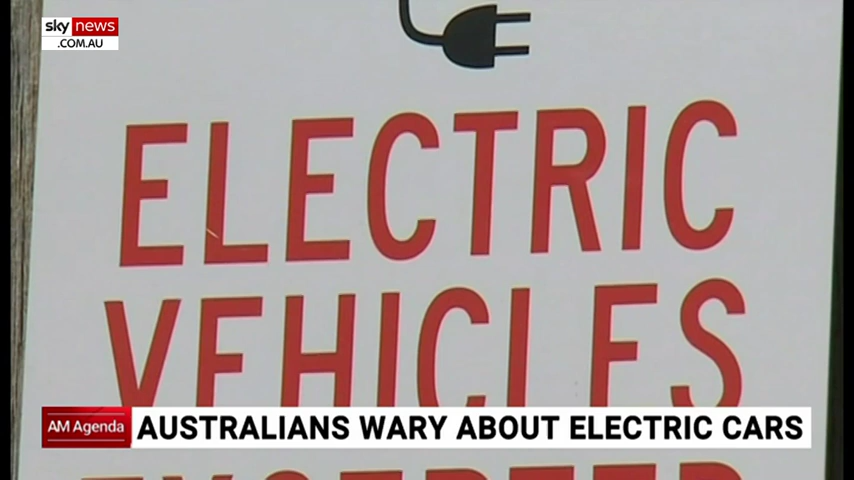 sky news
.COM.AU
ELECTRIC
VEHICLES
AM Agenda
AUSTRALIANS WARY ABOUT ELECTRIC CARS